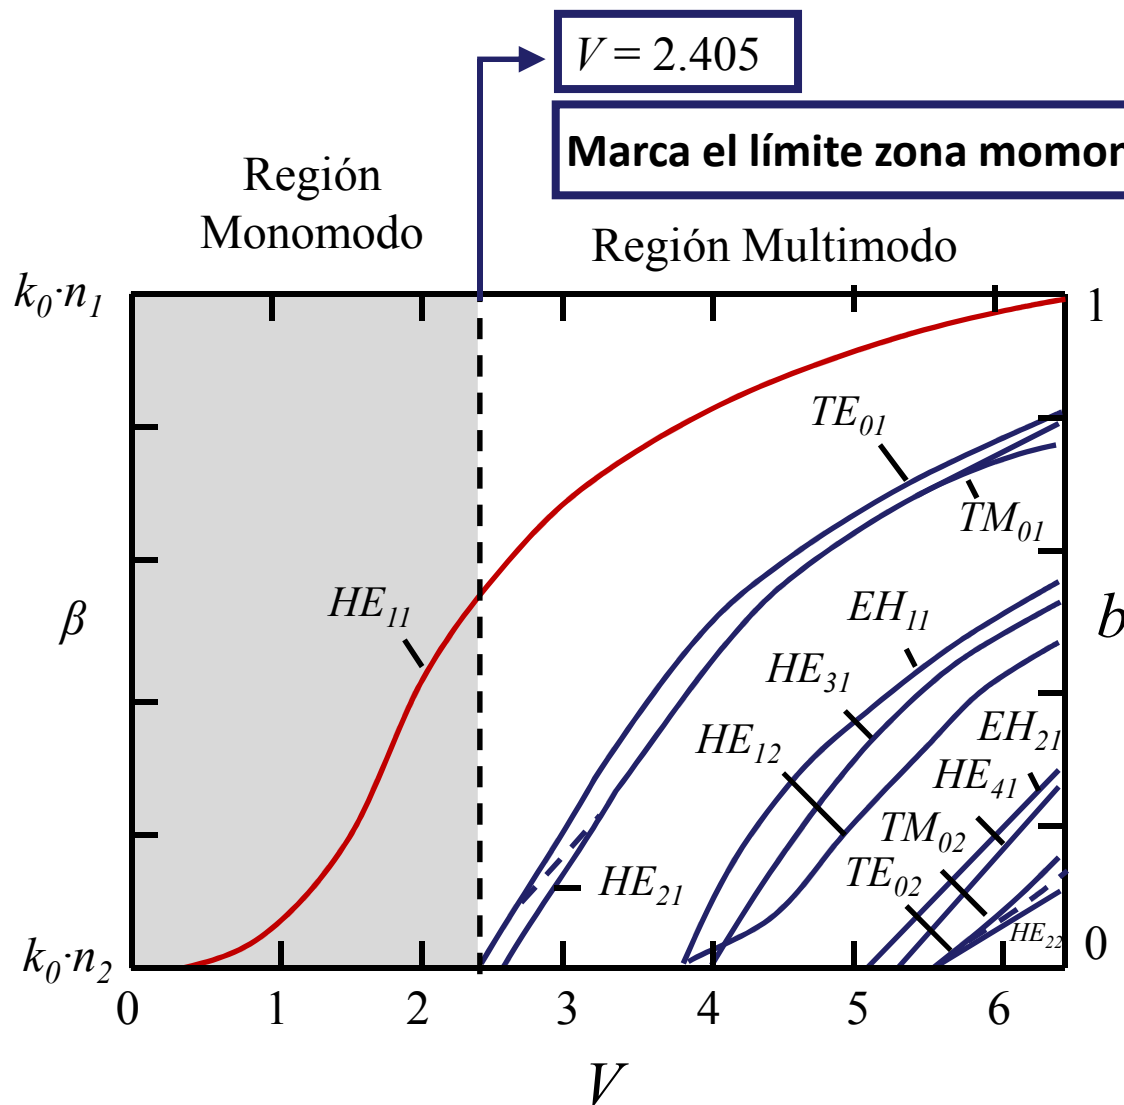 V = 2.405
Marca el límite zona momon
Región
Monomodo
Región Multimodo
k₀·n₁
1
TE₀₁
TM₀₁
HE₁₁
EH₁₁
β
b
HE₃₁
HE₁₂
EH₂₁
HE₄₁
TM₀₂
TE₀₂
HE₂₁
HE₂₂
k₀·n₂
0
0 1 2 3 4 5 6
V